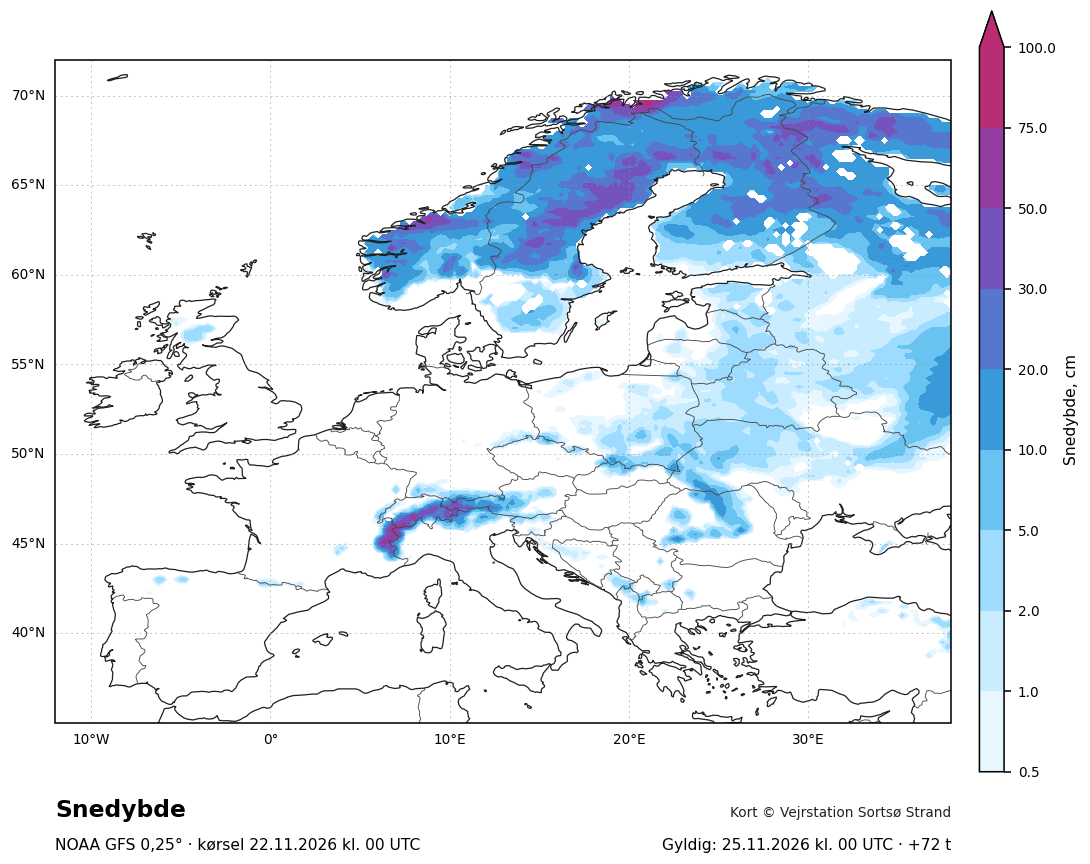 100.0
75.0
50.0
30.0
20.0
10.0
5.0
2.0
1.0
0.5
Snedybde, cm
70°N
65°N
60°N
55°N
50°N
45°N
40°N
10°W 0° 10°E 20°E 30°E
Snedybde
Kort © Vejrstation Sortsø Strand
NOAA GFS 0,25° · kørsel 22.11.2026 kl. 00 UTC
Gyldig: 25.11.2026 kl. 00 UTC · +72 t